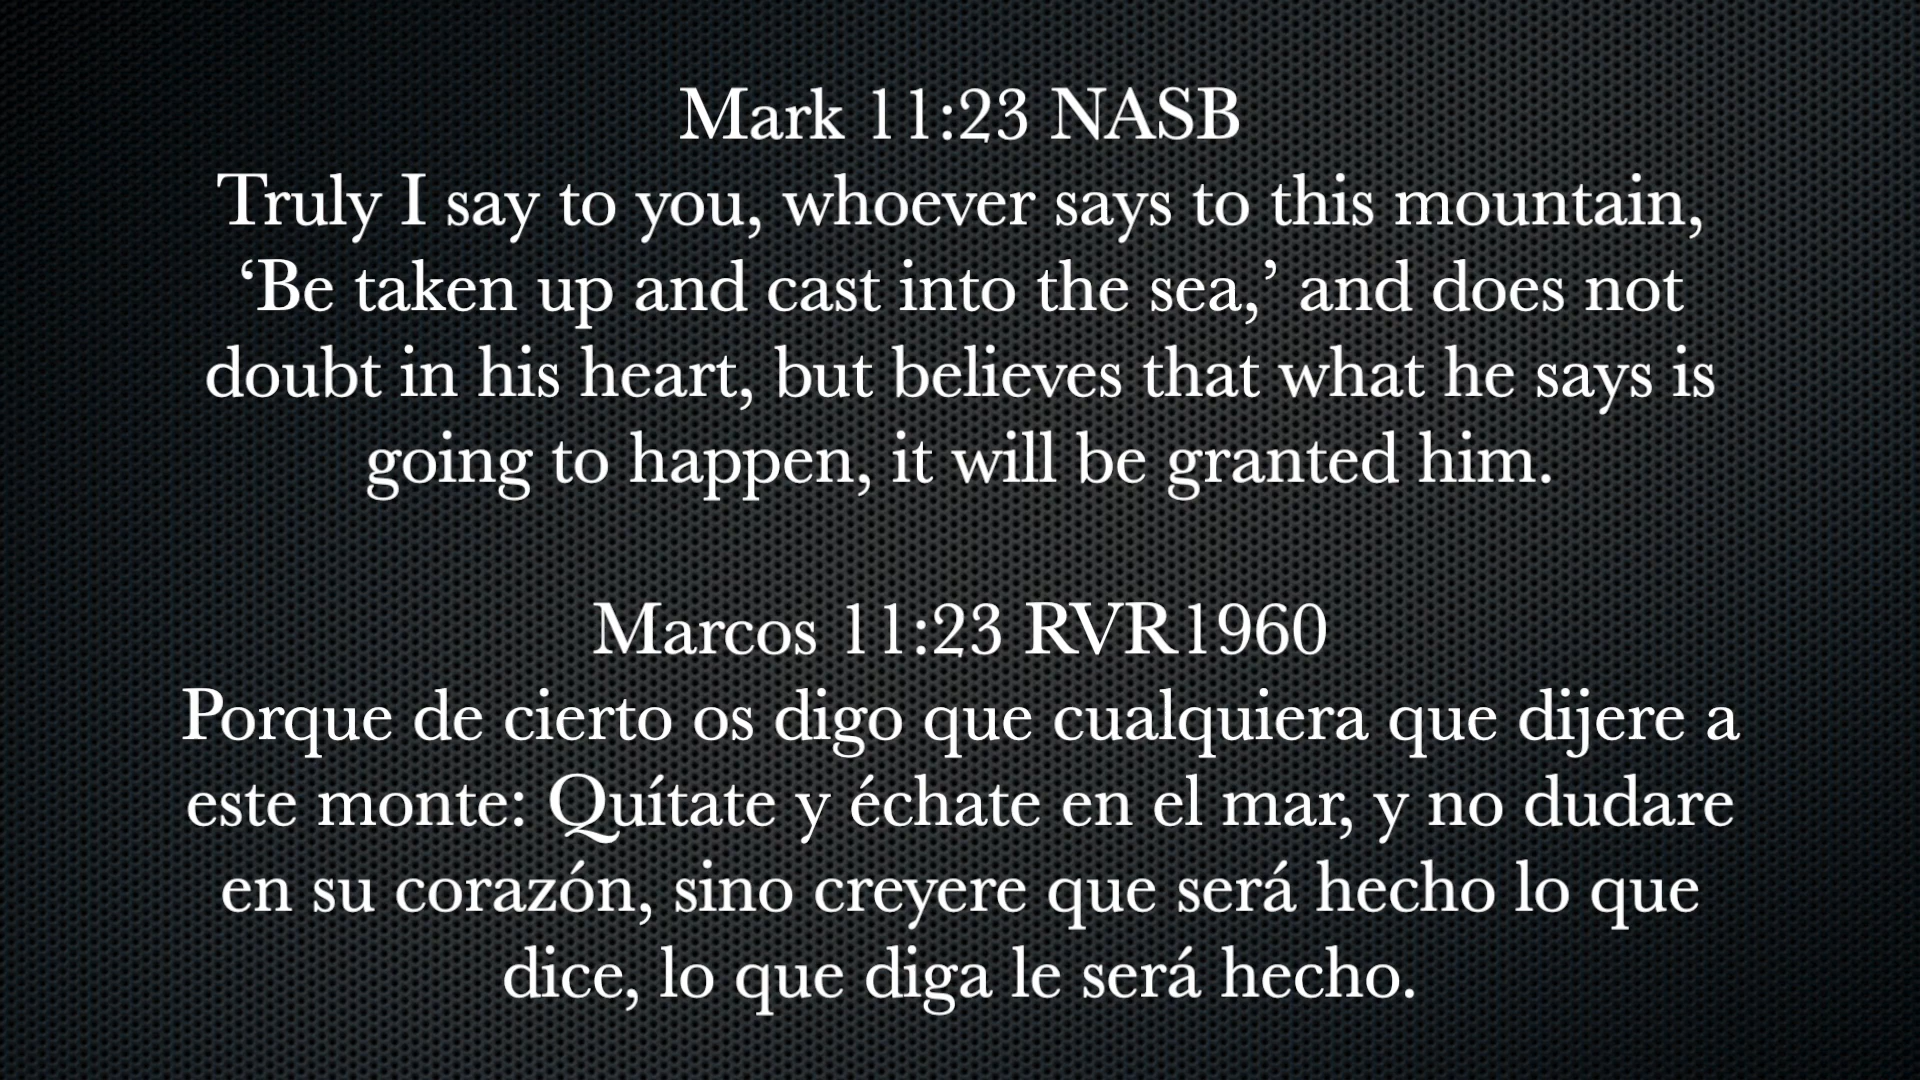 Mark 11:23 NASB
Truly I say to you, whoever says to this mountain,
‘Be taken up and cast into the sea,’ and does not
doubt in his heart, but believes that what he says is
going to happen, it will be granted him.
Marcos 11:23 RVR1960
Porque de cierto os digo que cualquiera que dijere a
este monte: Quítate y échate en el mar, y no dudare
en su corazón, sino creyere que será hecho lo que
dice, lo que diga le será hecho.